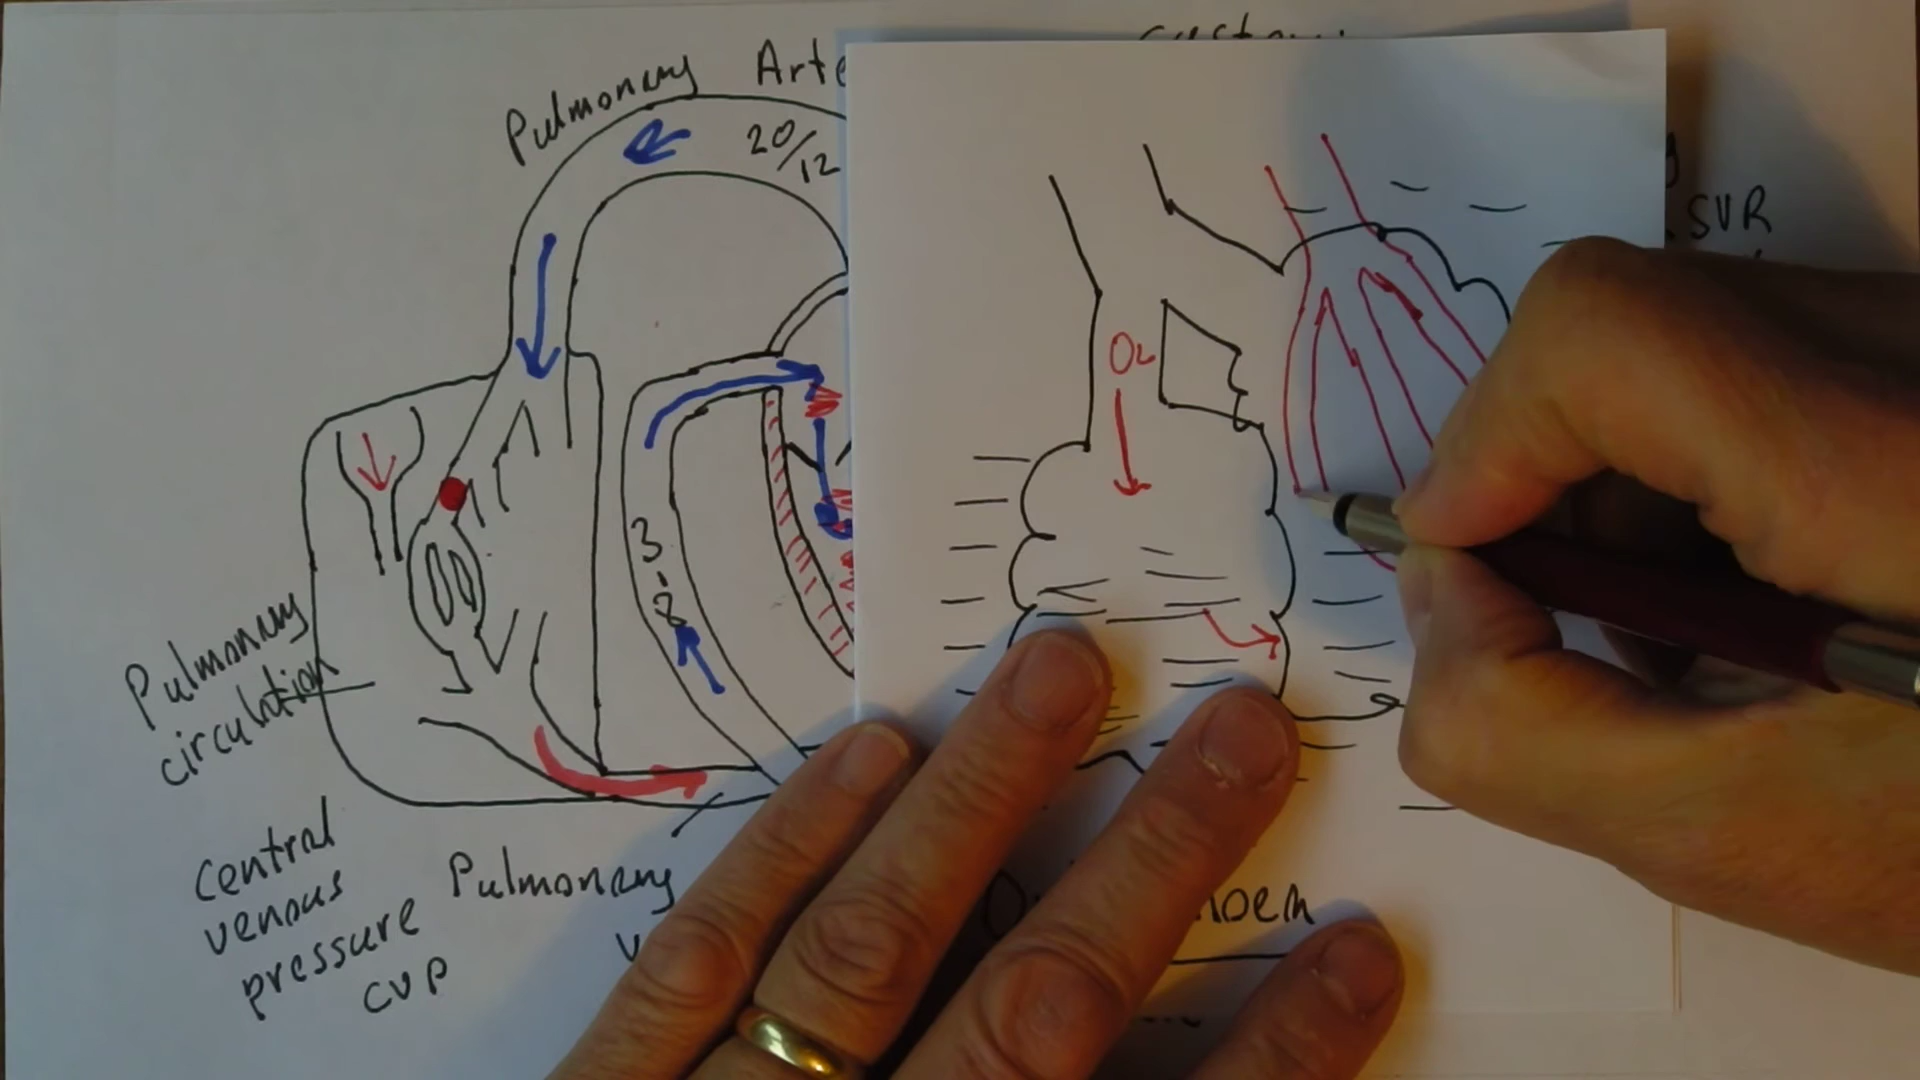 Pulmonary Arte
20/12
SVR
O2
3-8
Pulmonary
circulation
central
venous
pressure
CVP
Pulmonary